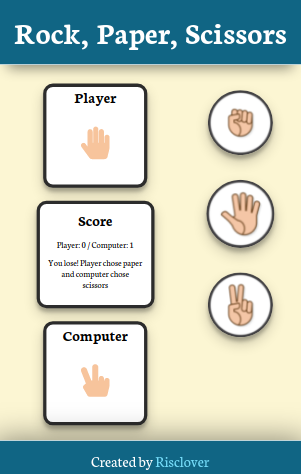 Rock, Paper, Scissors
Player
Score
Player: 0 / Computer: 1
You lose! Player chose paper
and computer chose
scissors
Computer
Created by Risclover